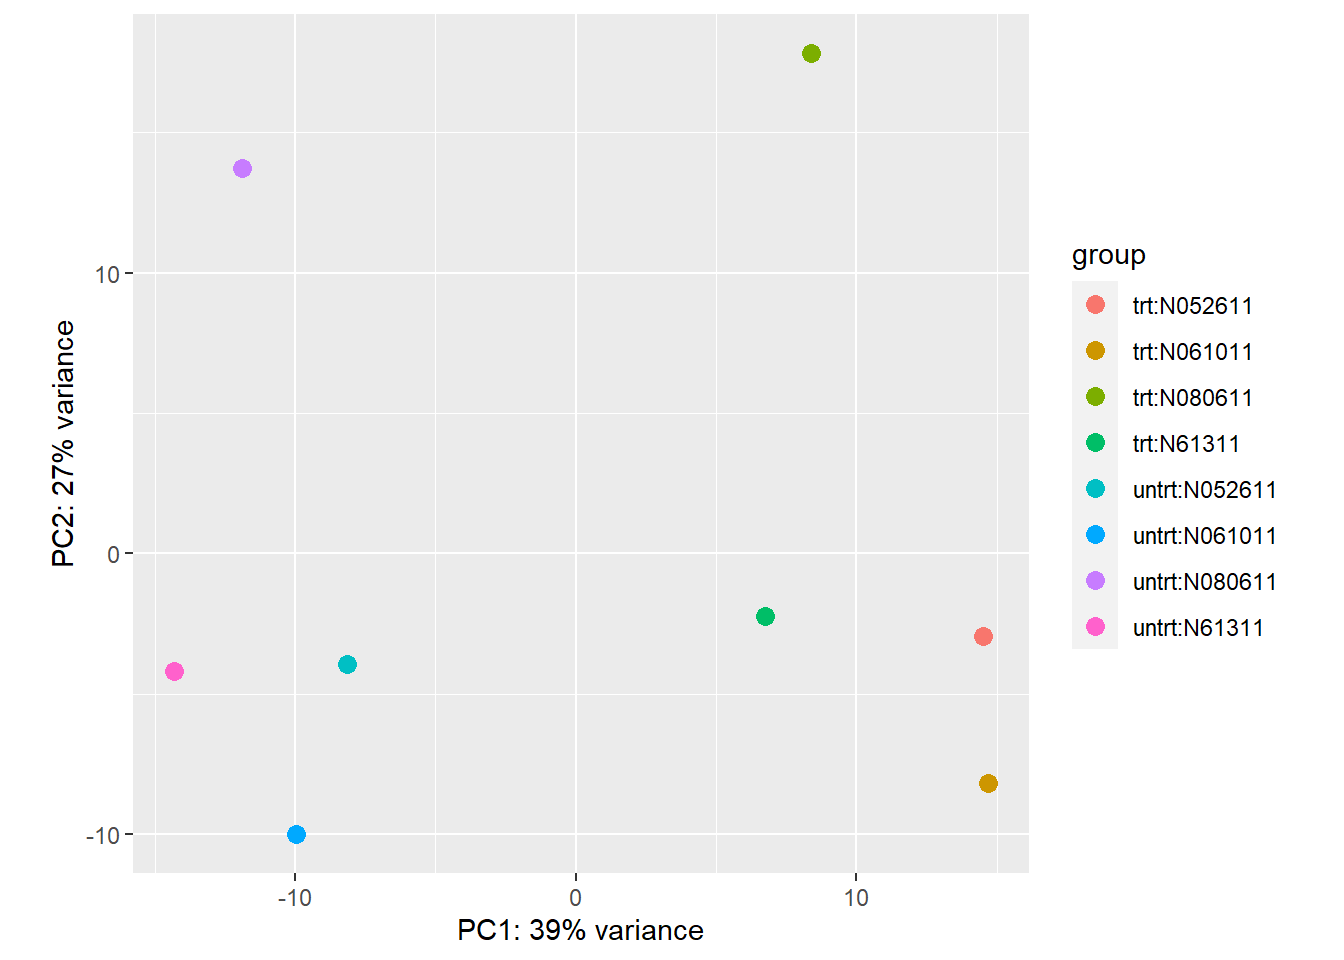 PC2: 27% variance
10
0
-10
-10
0
10
PC1: 39% variance
group
trt:N052611
trt:N061011
trt:N080611
trt:N61311
untrt:N052611
untrt:N061011
untrt:N080611
untrt:N61311